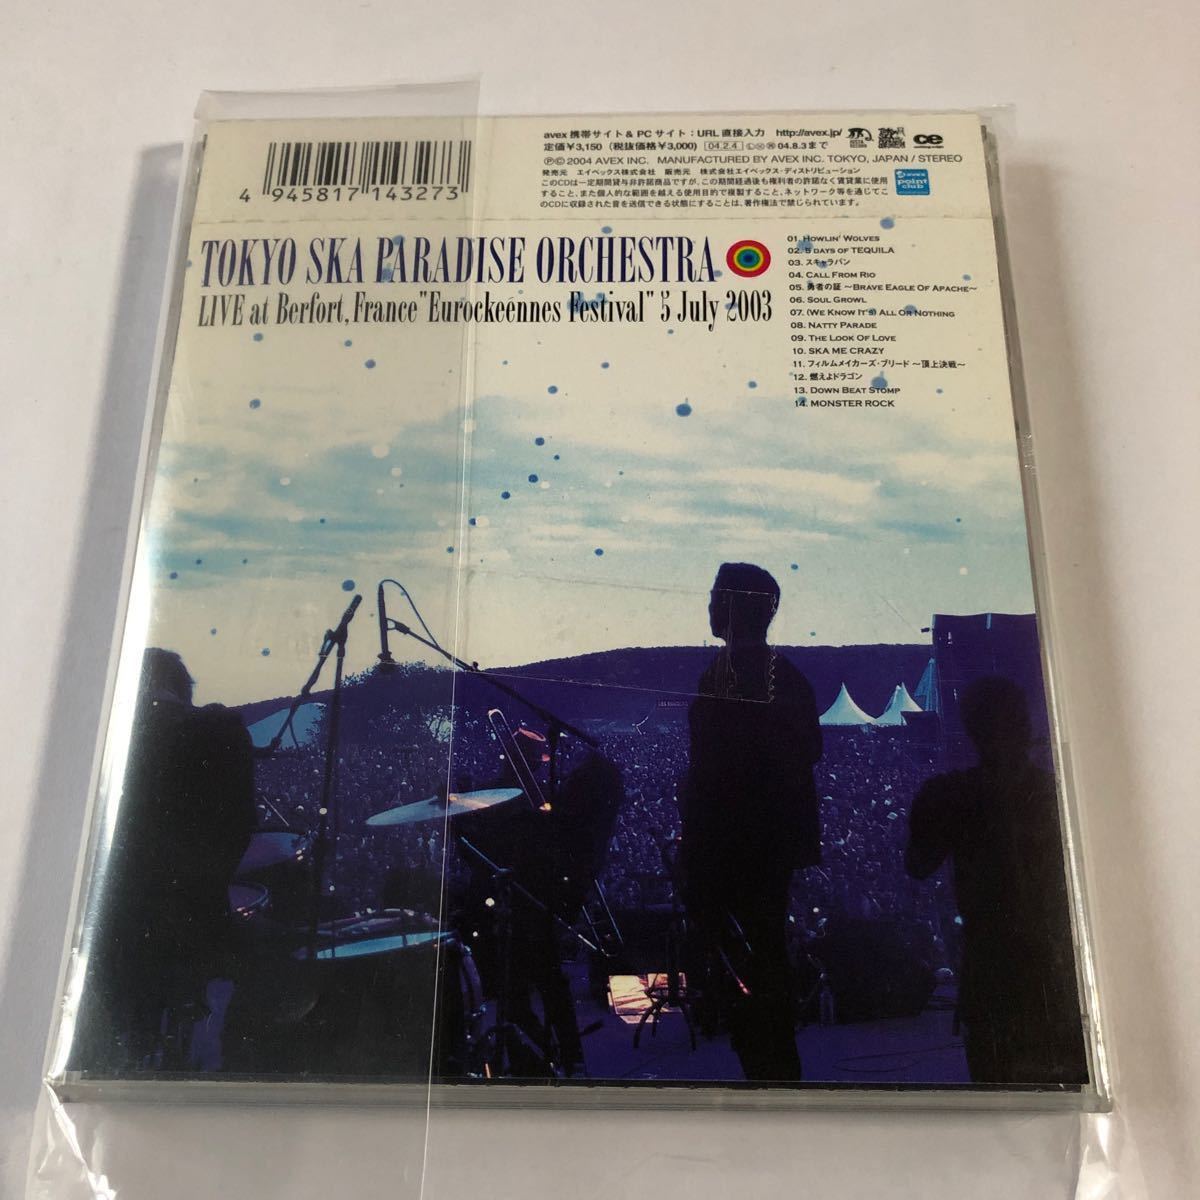 avex 携帯サイト & PC サイト：URL 直接入力 http://avex.jp/
定価¥3,150（税抜価格¥3,000） 04.2.4 04.8.3まで
℗© 2004 AVEX INC. MANUFACTURED BY AVEX INC. TOKYO, JAPAN / STEREO
発売元 エイベックス株式会社 販売元 株式会社エイベックス・ディストリビューション
このCDは一定期間貸与非許諾商品ですが、この期間経過後も権利者の許諾なく賃貸業に使用
すること、また個人的な範囲を越える使用目的で複製すること、ネットワーク等を通じてこ
のCDに収録された音を送信できる状態にすることは、著作権法で禁じられています。
ce
avex
point
club
4 945817 143273
TOKYO SKA PARADISE ORCHESTRA
LIVE at Berfort, France "Eurockeénnes Festival" 5 July 2003
01. HOWLIN' WOLVES
02. 5 DAYS OF TEQUILA
03. スキャラバン
04. CALL FROM RIO
05. 勇者の証 ～BRAVE EAGLE OF APACHE～
06. SOUL GROWL
07. (WE KNOW IT'S) ALL OR NOTHING
08. NATTY PARADE
09. THE LOOK OF LOVE
10. SKA ME CRAZY
11. フィルムメイカーズ・ブリード ～頂上決戦～
12. 燃えよドラゴン
13. DOWN BEAT STOMP
14. MONSTER ROCK